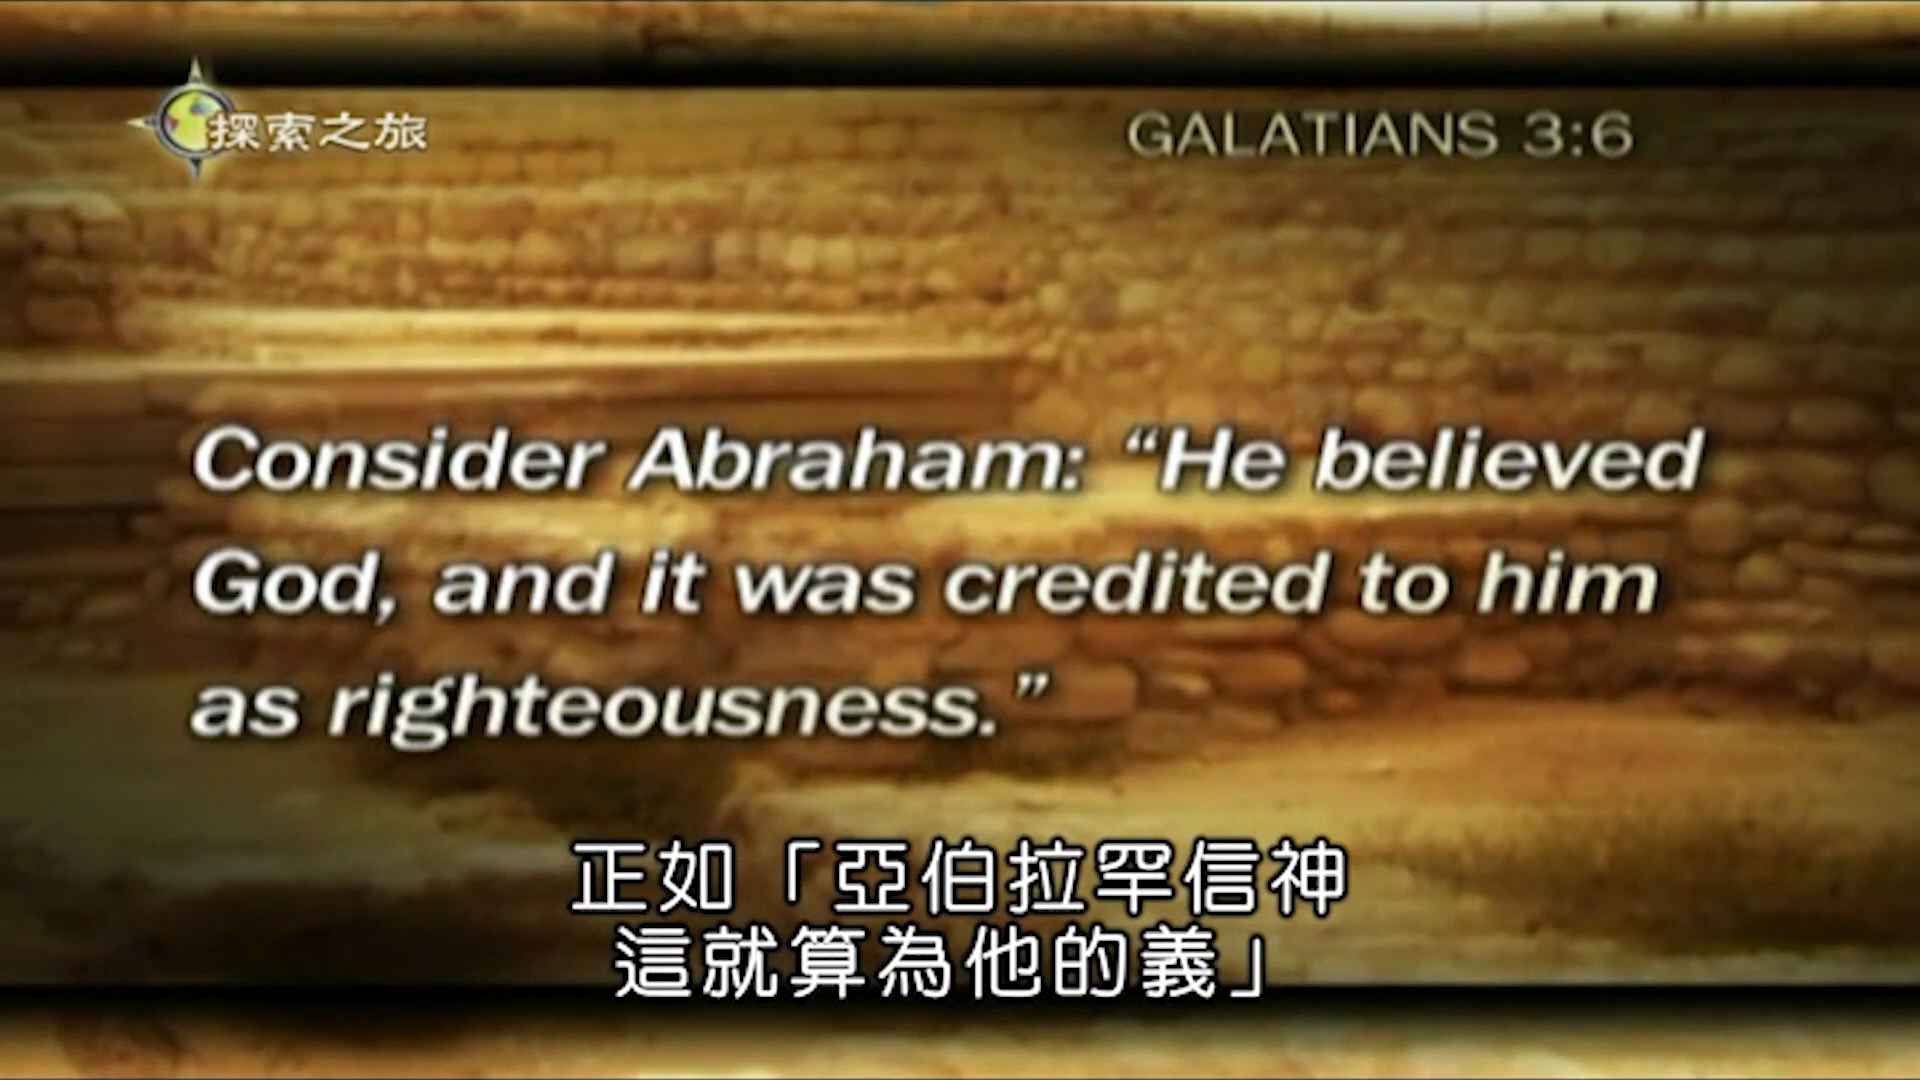 探索之旅
GALATIANS 3:6
Consider Abraham: “He believed
God, and it was credited to him
as righteousness.”
正如「亞伯拉罕信神
這就算為他的義」